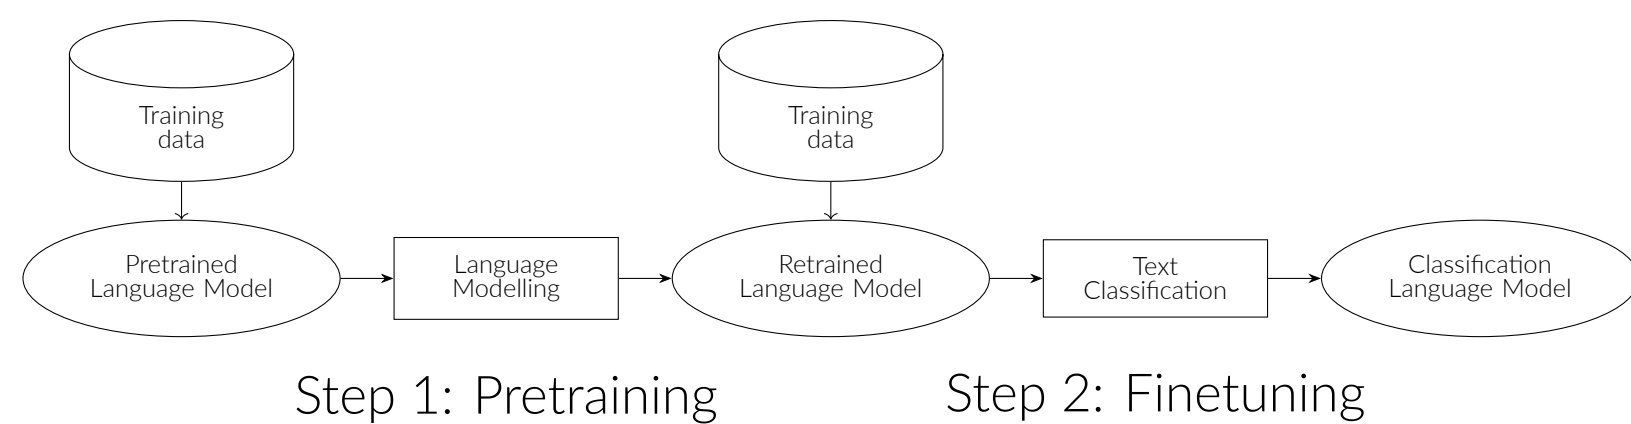 Training
data
Training
data
Pretrained
Language Model
Language
Modelling
Retrained
Language Model
Text
Classification
Classification
Language Model
Step 1: Pretraining
Step 2: Finetuning